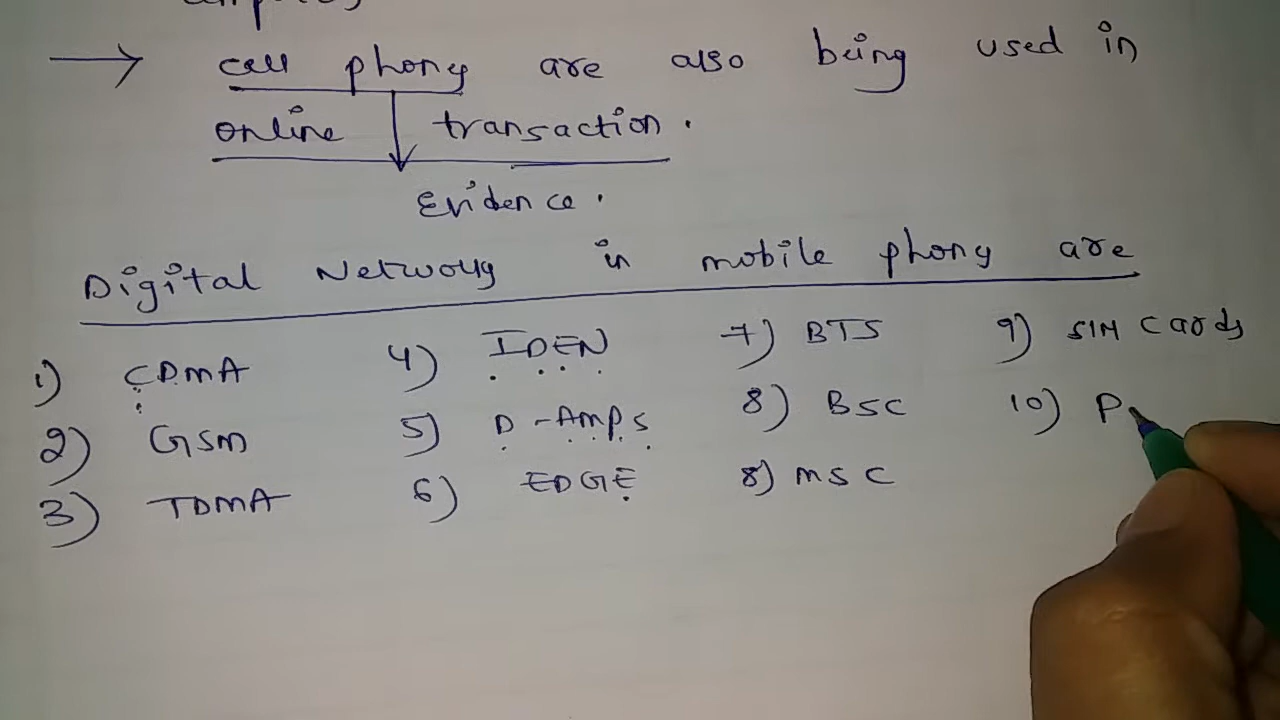 → cell phony are also being used in
online transaction.
Evidence.
Digital Networy in mobile phony are
1) CDMA
2) GSM
3) TDMA
4) IDEN
5) D-AMPS
6) EDGE
7) BTS
8) BSC
8) MSC
9) SIM cards
10) P